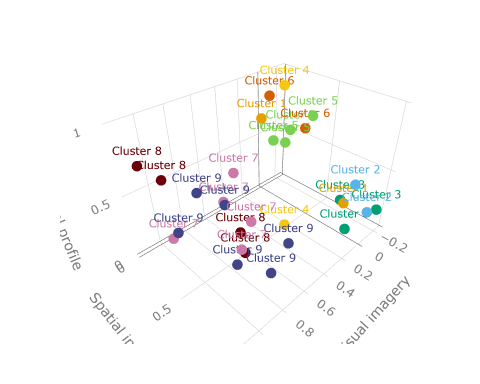 Cluster 4
Cluster 6
Cluster 1
Cluster 5
Cluster 6
Cluster 5
1
Cluster 8
Cluster 8
Cluster 7
Cluster 9
Cluster 9
Cluster 2
Cluster 3
Cluster 2
Cluster 3
0.5
Cluster 7
Cluster 8
Cluster 4
Cluster
Cluster 9
Cluster 9
Cluster 8
Cluster 9
Cluster 9
−0.2
0
0.2
0.4
0.6
0.8
0
0
0.5
profile
Spatial
isual imagery